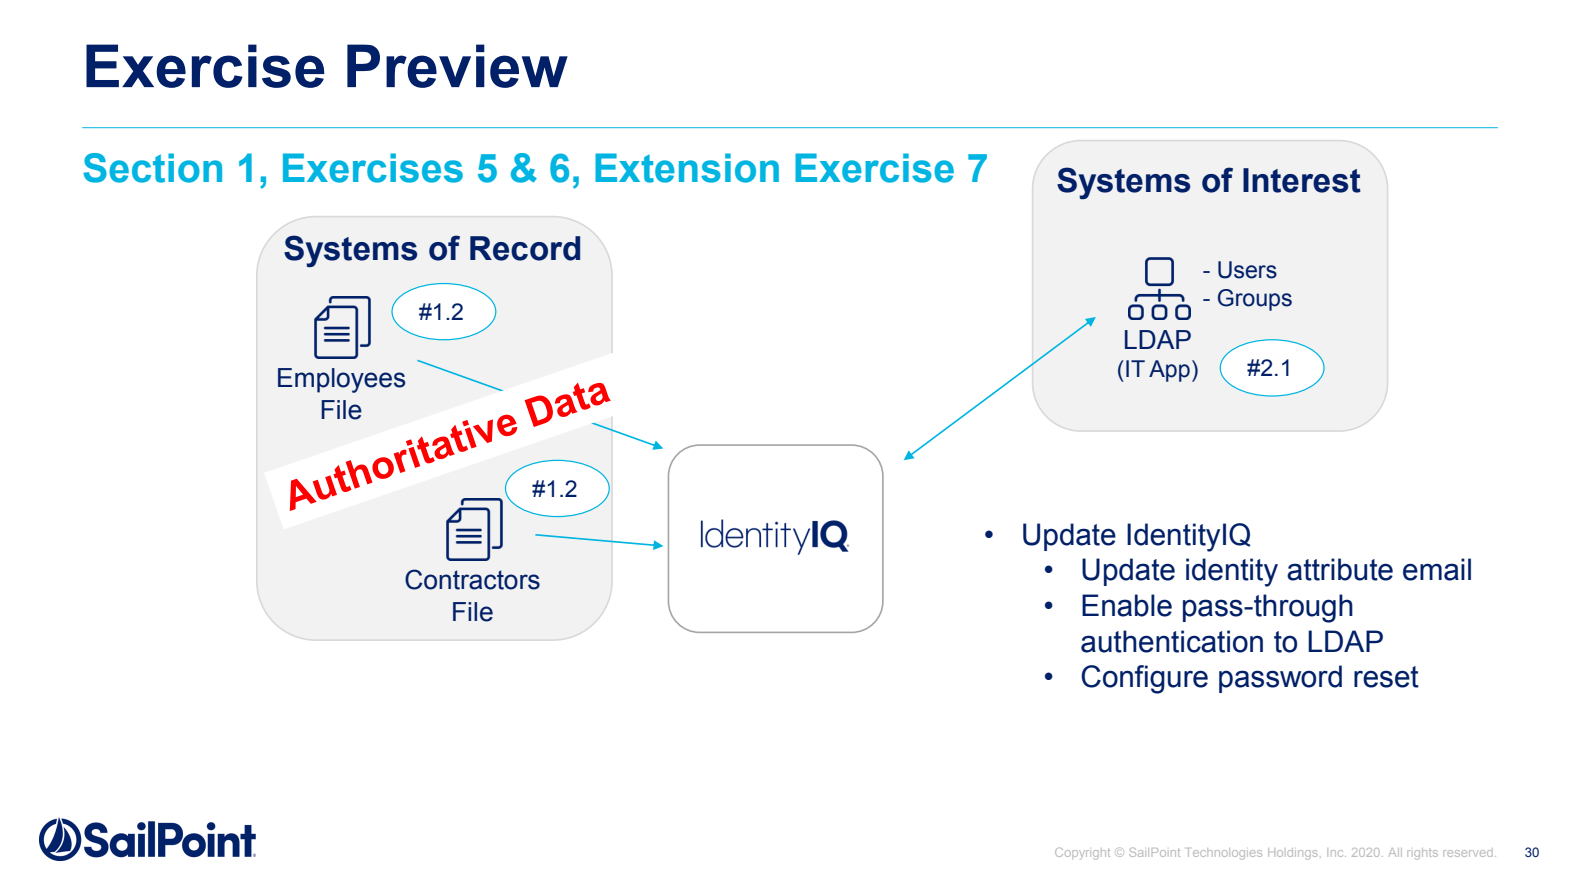 Exercise Preview
Section 1, Exercises 5 & 6, Extension Exercise 7
Systems of Record
#1.2
Employees
File
Authoritative Data
#1.2
Contractors
File
IdentityIQ
Systems of Interest
- Users
- Groups
LDAP
(IT App)
#2.1
• Update IdentityIQ
• Update identity attribute email
• Enable pass-through
authentication to LDAP
• Configure password reset
SailPoint
Copyright © SailPoint Technologies Holdings, Inc. 2020. All rights reserved.
30